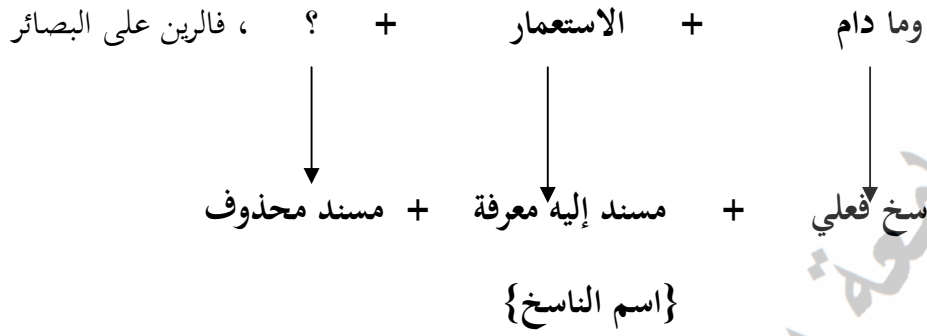 وما دام + الاستعمار + ؟ ، فالرين على البصائر
سخ فعلي + مسند إليه معرفة + مسند محذوف
{اسم الناسخ}